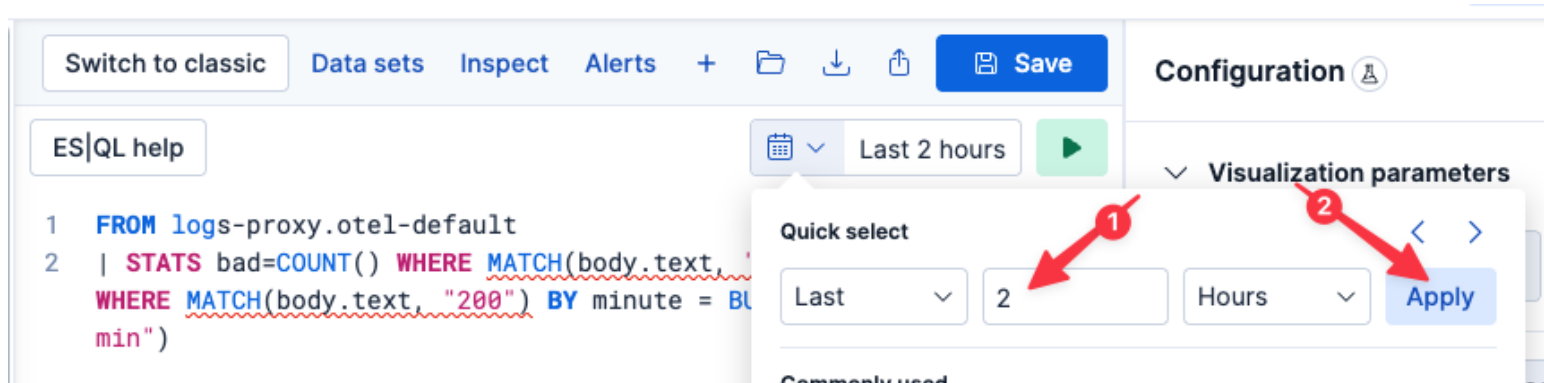 Switch to classic Data sets Inspect Alerts + Save
Configuration
ES|QL help Last 2 hours
Visualization parameters
1 FROM logs-proxy.otel-default
2 | STATS bad=COUNT() WHERE MATCH(body.text, "
WHERE MATCH(body.text, "200") BY minute = BU
min")
Quick select
1
2
Last 2 Hours Apply
Commonly used